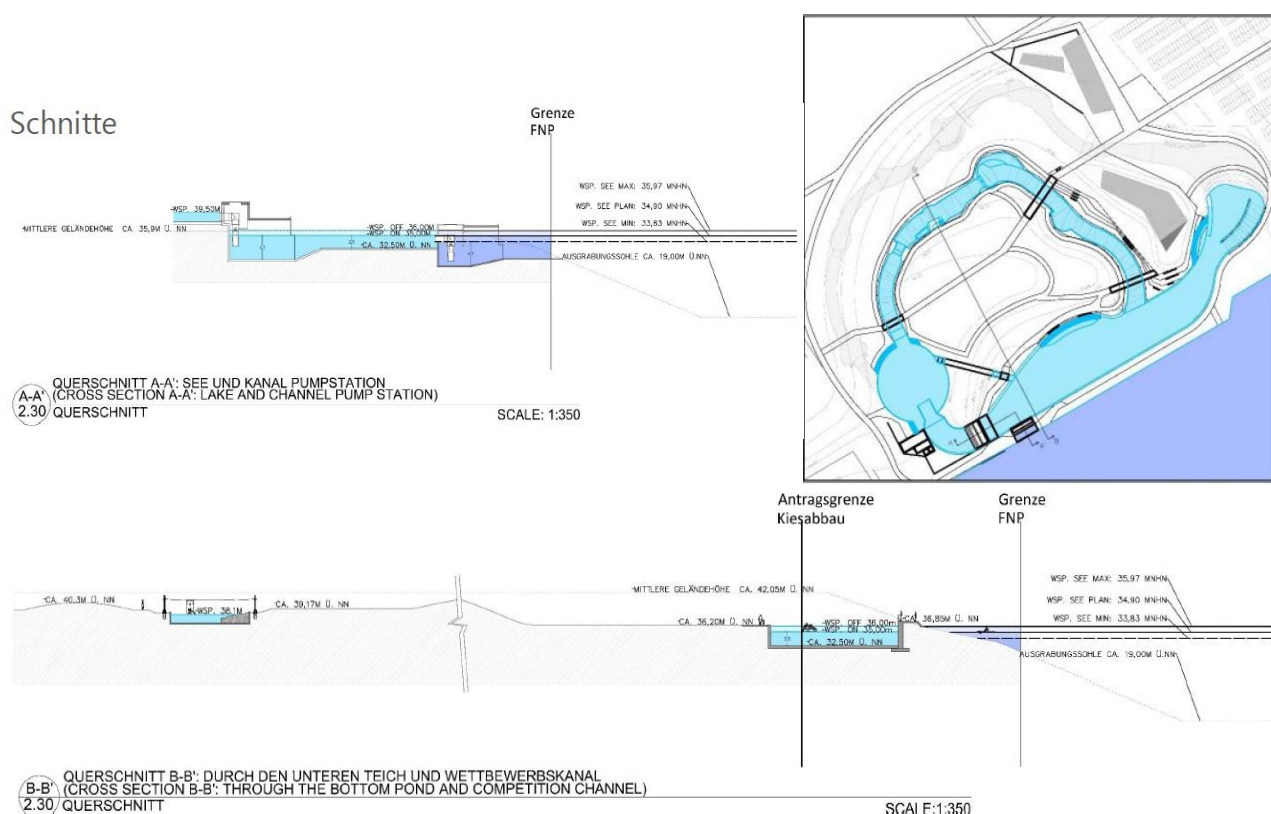 Schnitte
Grenze
FNP
WSP. 39,50M
MITTLERE GELÄNDEHÖHE CA. 35,9M Ü. NN
WSP. OFF 36,00M
WSP. ON 35,00M
CA. 32,50M Ü. NN
WSP. SEE MAX: 35,97 MNHN
WSP. SEE PLAN: 34,90 MNHN
WSP. SEE MIN: 33,83 MNHN
AUSGRABUNGSSOHLE CA. 19,00M Ü.NN
A-A'
2.30
QUERSCHNITT A-A': SEE UND KANAL PUMPSTATION
(CROSS SECTION A-A': LAKE AND CHANNEL PUMP STATION)
QUERSCHNITT
SCALE: 1:350
B
A
A'
B
Antragsgrenze
Kiesabbau
Grenze
FNP
CA. 40,3M Ü. NN
WSP. 38,1M
CA. 39,17M Ü. NN
MITTLERE GELÄNDEHÖHE CA. 42,05M Ü. NN
CA. 36,20M Ü. NN
WSP. OFF 36,00m
WSP. ON 35,00m
CA. 32,50M Ü. NN
CA. 36,85M Ü. NN
WSP. SEE MAX: 35,97 MNHN
WSP. SEE PLAN: 34,90 MNHN
WSP. SEE MIN: 33,83 MNHN
AUSGRABUNGSSOHLE CA. 19,00M Ü.NN
B-B'
2.30
QUERSCHNITT B-B': DURCH DEN UNTEREN TEICH UND WETTBEWERBSKANAL
(CROSS SECTION B-B': THROUGH THE BOTTOM POND AND COMPETITION CHANNEL)
QUERSCHNITT
SCALE:1:350